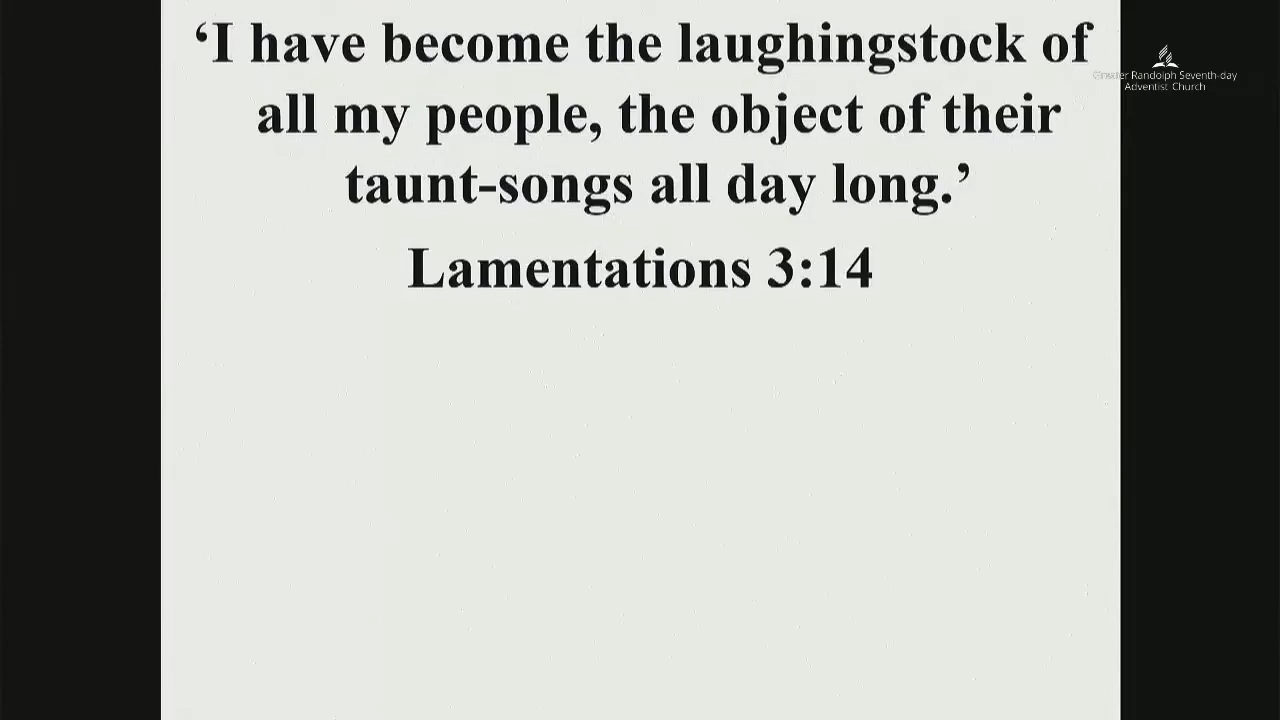 ‘I have become the laughingstock of
all my people, the object of their
taunt-songs all day long.’
Lamentations 3:14
Greater Randolph Seventh-day
Adventist Church